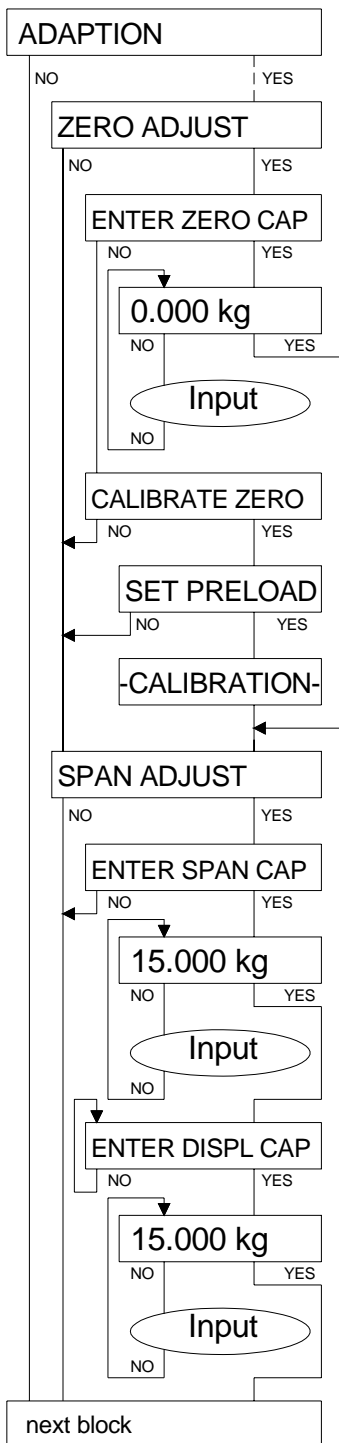 ADAPTION
NO YES
ZERO ADJUST
NO YES
ENTER ZERO CAP
NO YES
0.000 kg
NO YES
Input
NO
CALIBRATE ZERO
NO YES
SET PRELOAD
NO YES
-CALIBRATION-
SPAN ADJUST
NO YES
ENTER SPAN CAP
NO YES
15.000 kg
NO YES
Input
NO
ENTER DISPL CAP
NO YES
15.000 kg
NO YES
Input
NO
next block